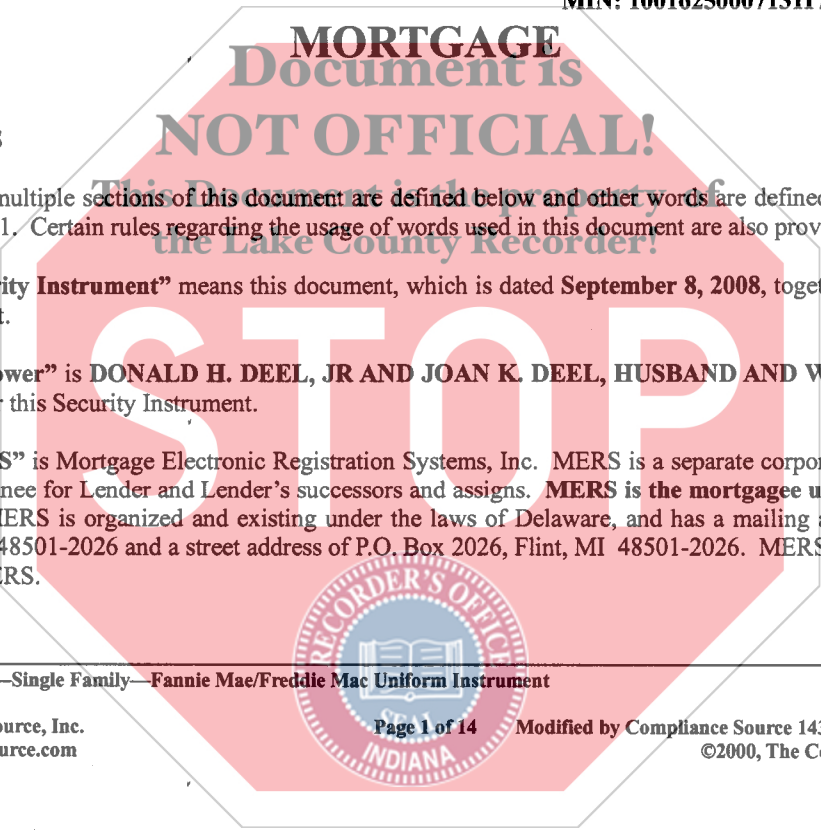 MIN: 1001625000713117
MORTGAGE
Document is
NOT OFFICIAL!
This Document is the property of
the Lake County Recorder!
S
multiple sections of this document are defined below and other words are defined
1. Certain rules regarding the usage of words used in this document are also prov
rity Instrument” means this document, which is dated September 8, 2008, toget
t.
ower” is DONALD H. DEEL, JR AND JOAN K. DEEL, HUSBAND AND W
r this Security Instrument.
S” is Mortgage Electronic Registration Systems, Inc. MERS is a separate corpor
nee for Lender and Lender’s successors and assigns. MERS is the mortgagee u
MERS is organized and existing under the laws of Delaware, and has a mailing a
48501-2026 and a street address of P.O. Box 2026, Flint, MI 48501-2026. MERS
ERS.
STOP
RECORDER'S OFFICE
SEAL
INDIANA
—Single Family—Fannie Mae/Freddie Mac Uniform Instrument
ource, Inc.
Page 1 of 14
Modified by Compliance Source 143
urce.com
©2000, The Co